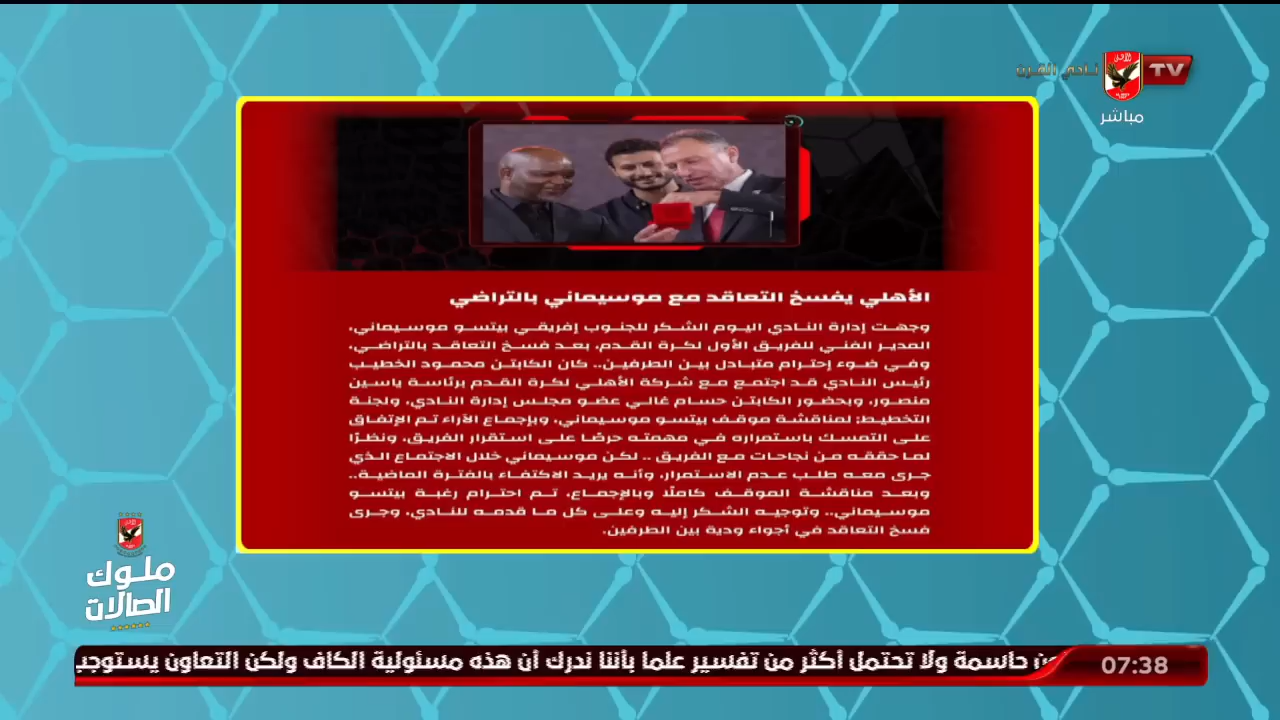 نادي القرن
TV
مباشر
الأهلي يفسخ التعاقد مع موسيماني بالتراضي
وجهت إدارة النادي اليوم الشكر للجنوب إفريقي بيتسو موسيماني،
المدير الفني للفريق الأول لكرة القدم، بعد فسخ التعاقد بالتراضي،
وفي ضوء إحترام متبادل بين الطرفين.. كان الكابتن محمود الخطيب
رئيس النادي قد اجتمع مع شركة الأهلي لكرة القدم برئاسة ياسين
منصور، وبحضور الكابتن حسام غالي عضو مجلس إدارة النادي، ولجنة
التخطيط؛ لمناقشة موقف بيتسو موسيماني، وبإجماع الآراء تم الإتفاق
على التمسك باستمراره في مهمته حرصًا على استقرار الفريق، ونظرًا
لما حققه من نجاحات مع الفريق .. لكن موسيماني خلال الاجتماع الذي
جرى معه طلب عدم الاستمرار، وأنه يريد الاكتفاء بالفترة الماضية..
وبعد مناقشة الموقف كاملًا وبالإجماع، تم احترام رغبة بيتسو
موسيماني.. وتوجيه الشكر إليه وعلى كل ما قدمه للنادي، وجرى
فسخ التعاقد في أجواء ودية بين الطرفين.
ملوك
الصالات
حاسمة ولا تحتمل أكثر من تفسير علما بأننا ندرك أن هذه مسئولية الكاف ولكن التعاون يستوجب
07:38